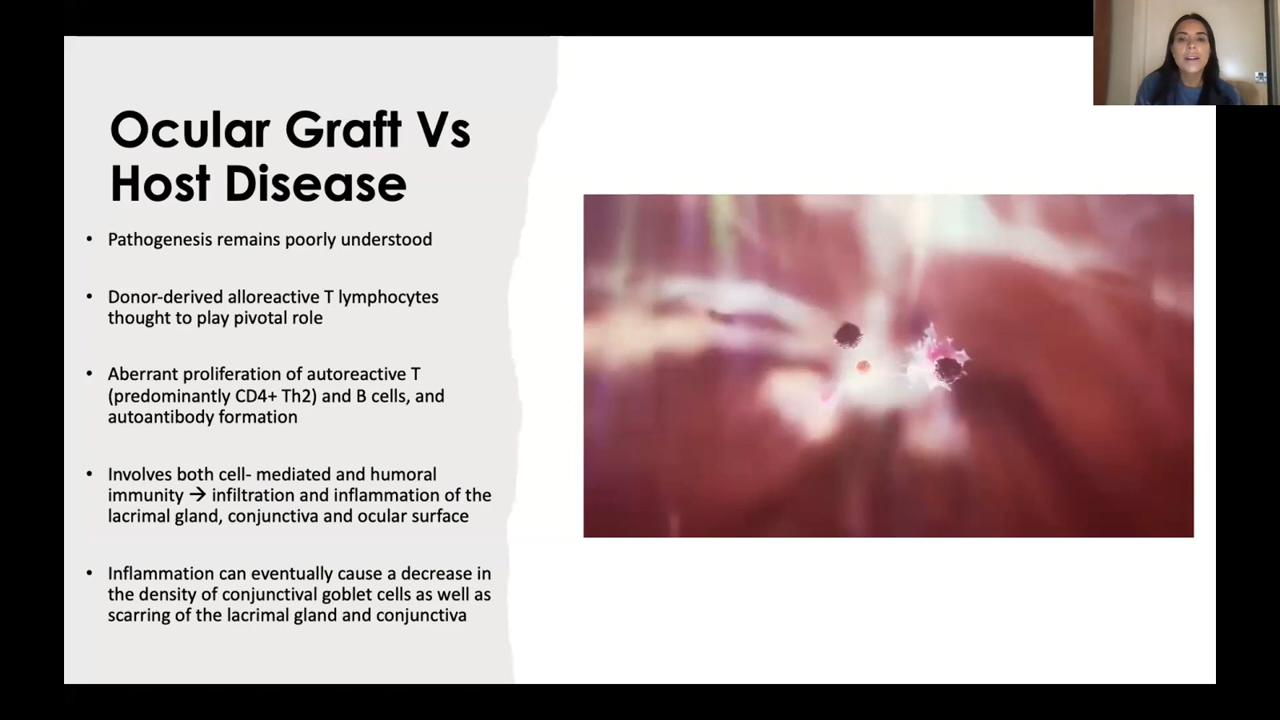 Ocular Graft Vs
Host Disease
• Pathogenesis remains poorly understood
• Donor-derived alloreactive T lymphocytes
thought to play pivotal role
• Aberrant proliferation of autoreactive T
(predominantly CD4+ Th2) and B cells, and
autoantibody formation
• Involves both cell- mediated and humoral
immunity → infiltration and inflammation of the
lacrimal gland, conjunctiva and ocular surface
• Inflammation can eventually cause a decrease in
the density of conjunctival goblet cells as well as
scarring of the lacrimal gland and conjunctiva